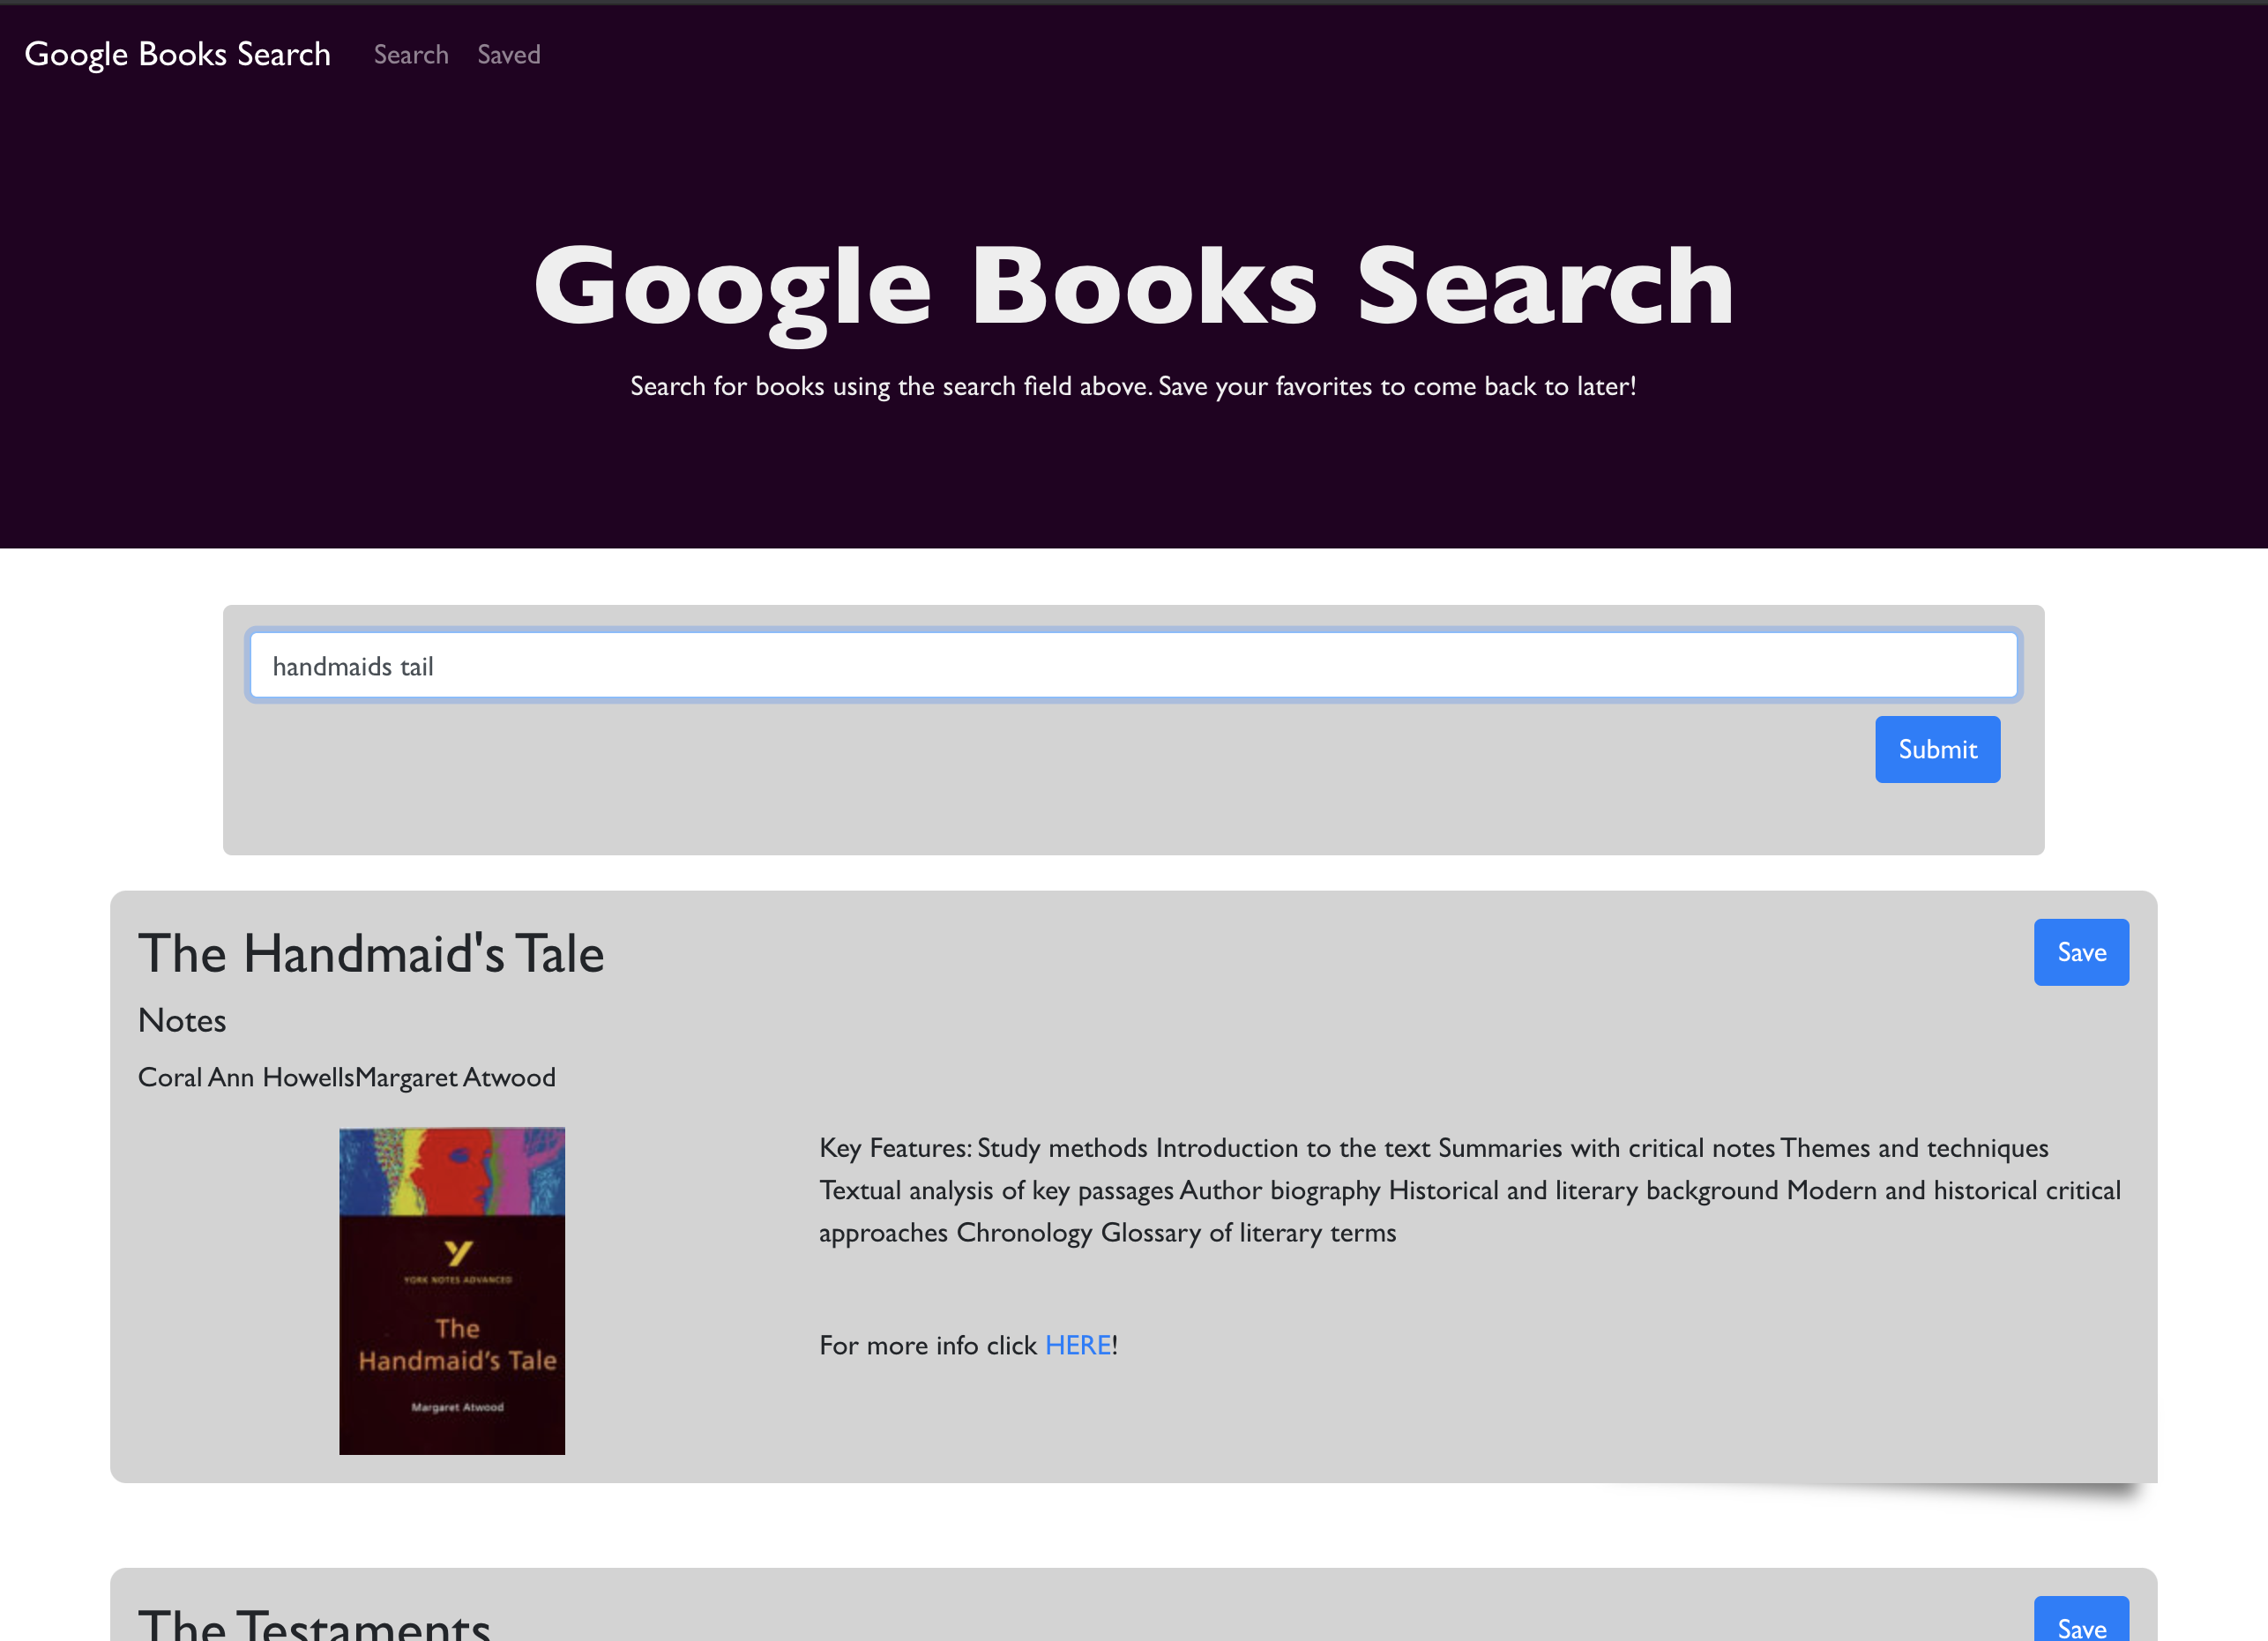 Google Books Search Search Saved
Google Books Search
Search for books using the search field above. Save your favorites to come back to later!
handmaids tail
Submit
The Handmaid's Tale
Save
Notes
Coral Ann HowellsMargaret Atwood
Y
YORK NOTES ADVANCED
The
Handmaid's Tale
Margaret Atwood
Key Features: Study methods Introduction to the text Summaries with critical notes Themes and techniques
Textual analysis of key passages Author biography Historical and literary background Modern and historical critical
approaches Chronology Glossary of literary terms
For more info click HERE!
The Testaments
Save